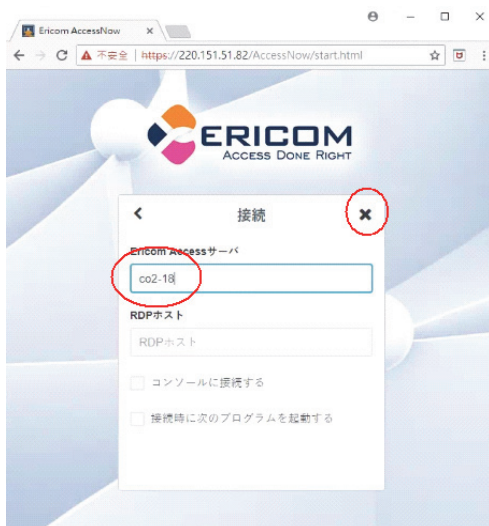 Ericom AccessNow
不安全 | https://220.151.51.82/AccessNow/start.html
ERICOM
ACCESS DONE RIGHT
接続
Ericom Accessサーバ
co2-18
RDPホスト
RDPホスト
コンソールに接続する
接続時に次のプログラムを起動する